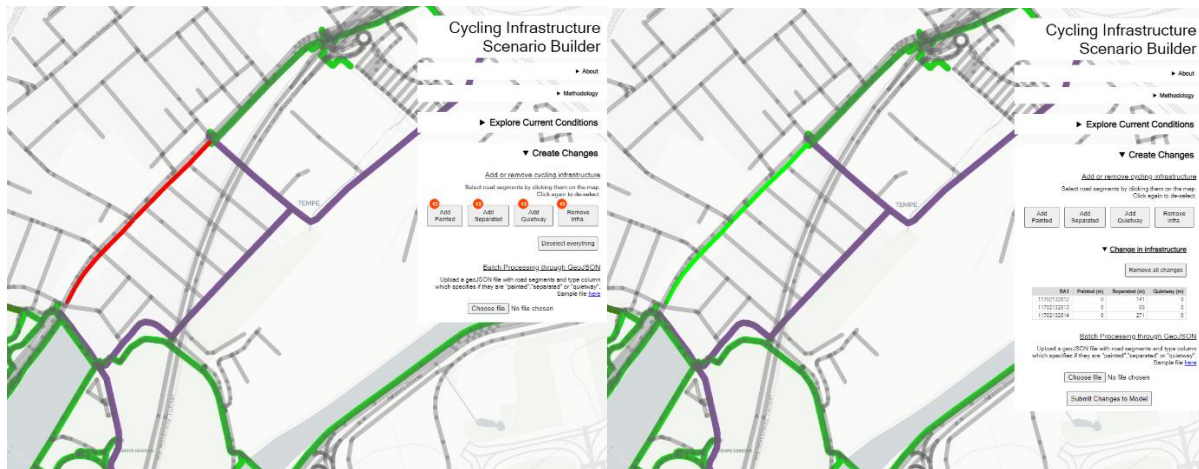 Cycling Infrastructure
Scenario Builder
► About
► Methodology
► Explore Current Conditions
▼ Create Changes
Add or remove cycling infrastructure
Select road segments by clicking them on the map.
Click again to de-select.
13
Add
Painted
13
Add
Separated
13
Add
Quietway
13
Remove
Infra
Deselect everything
Batch Processing through GeoJSON
Upload a geoJSON file with road segments and type column
which specifies if they are "painted","separated" or "quietway".
Sample file here
Choose file No file chosen
TEMPE
Cycling Infrastructure
Scenario Builder
► About
► Methodology
► Explore Current Conditions
▼ Create Changes
Add or remove cycling infrastructure
Select road segments by clicking them on the map.
Click again to de-select.
Add
Painted
Add
Separated
Add
Quietway
Remove
Infra
▼ Change in infrastructure
Remove all changes
SA1 Painted (m) Separated (m) Quietway (m)
11702132812 0 141 0
0 0
11702132814 0 271 0
Batch Processing through GeoJSON
Upload a geoJSON file with road segments and type column
which specifies if they are "painted","separated" or "quietway".
Sample file here
Choose file No file chosen
Submit Changes to Model
TEMPE